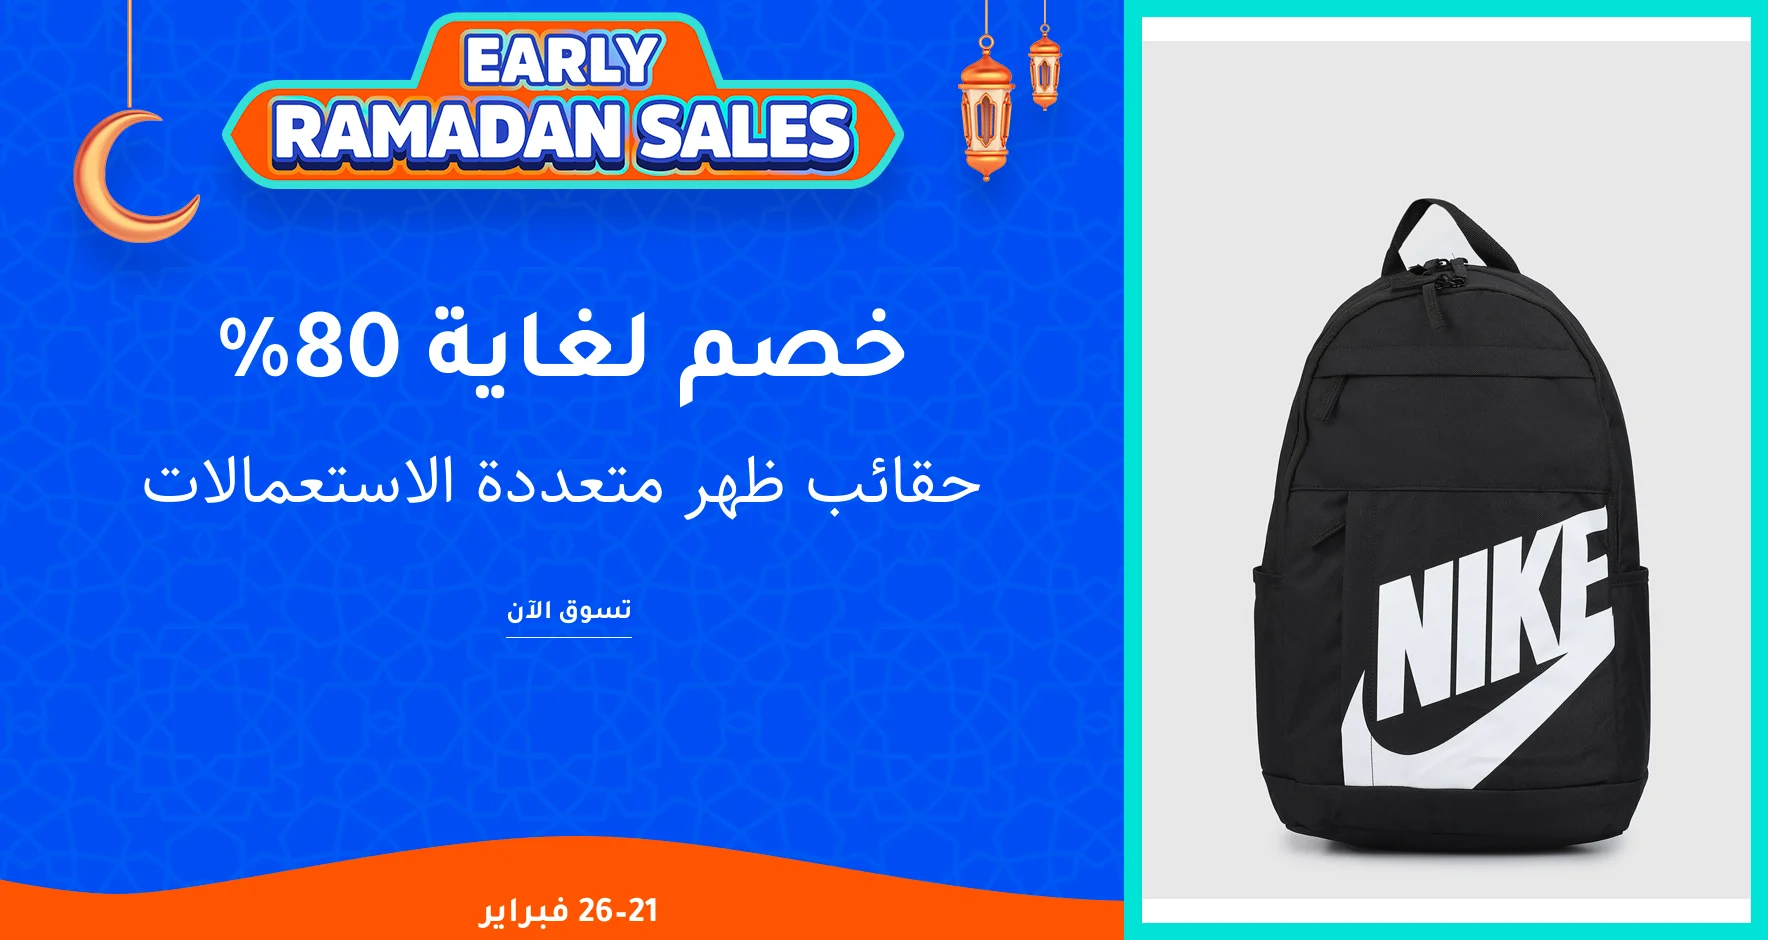 EARLY
RAMADAN SALES
خصم لغاية 80%
حقائب ظهر متعددة الاستعمالات
تسوق الآن
21-26 فبراير
NIKE